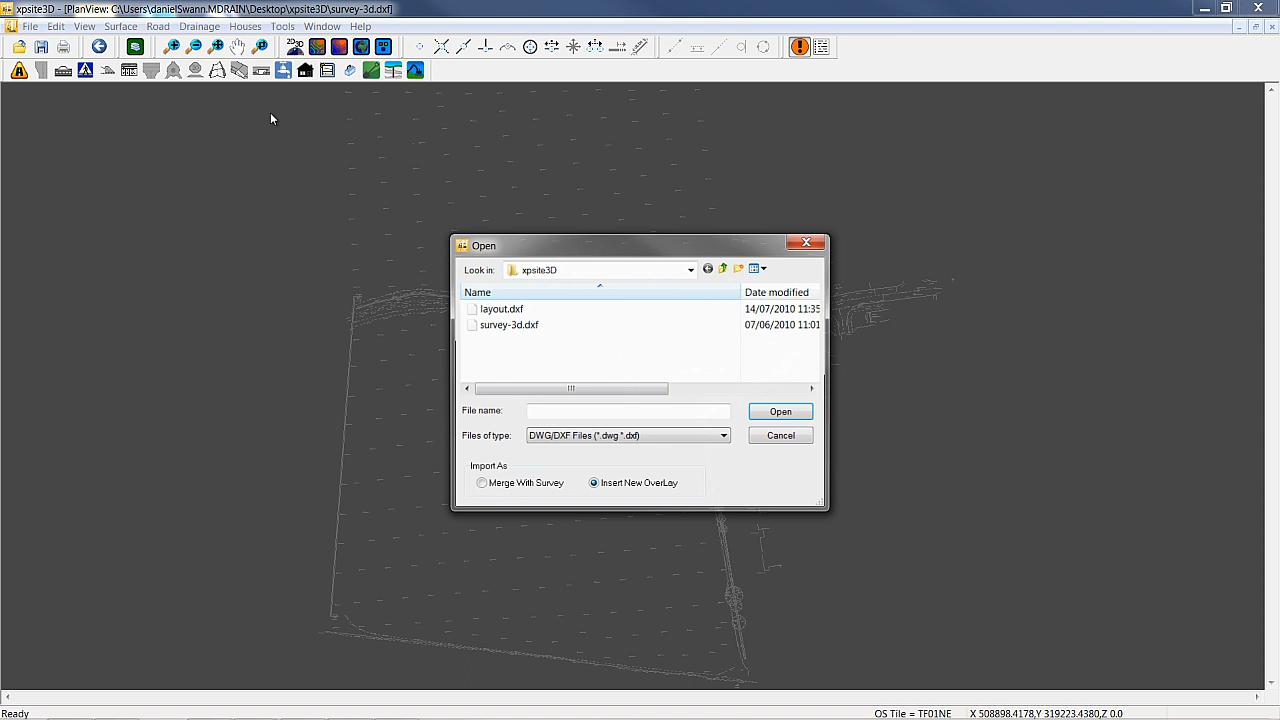 xpsite3D - [PlanView: C:\Users\danielSwann.MDRAIN\Desktop\xpsite3D\survey-3d.dxf]
File Edit View Surface Road Drainage Houses Tools Window Help
2D
3D
Open
Look in: xpsite3D
Name Date modified
layout.dxf 14/07/2010 11:35
survey-3d.dxf 07/06/2010 11:01
File name: Open
Files of type: DWG/DXF Files (*.dwg *.dxf) Cancel
Import As
Merge With Survey Insert New OverLay
Ready OS Tile = TF01NE X 508898.4178,Y 319223.4380,Z 0.0